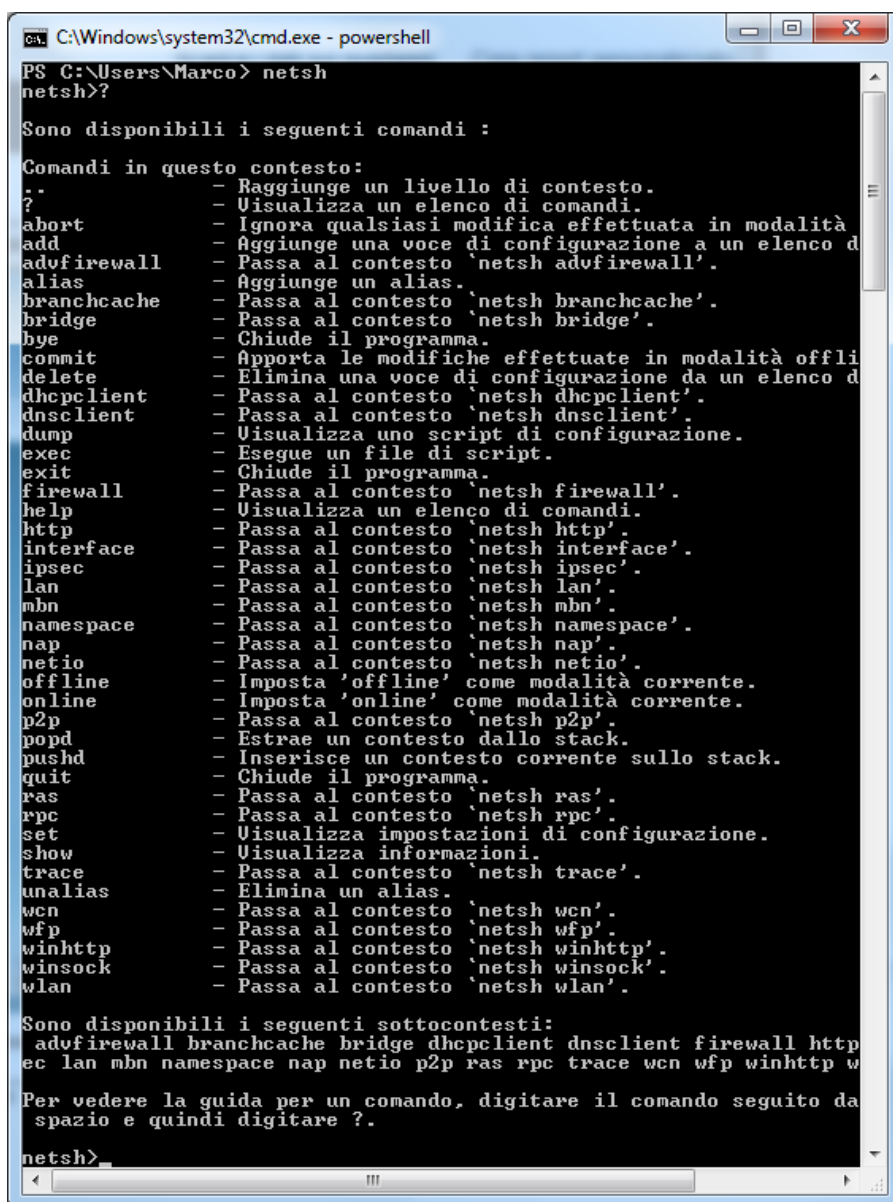 C:\Windows\system32\cmd.exe - powershell
PS C:\Users\Marco> netsh
netsh>?
Sono disponibili i seguenti comandi :
Comandi in questo contesto:
.. - Raggiunge un livello di contesto.
? - Visualizza un elenco di comandi.
abort - Ignora qualsiasi modifica effettuata in modalità
add - Aggiunge una voce di configurazione a un elenco d
advfirewall - Passa al contesto `netsh advfirewall'.
alias - Aggiunge un alias.
branchcache - Passa al contesto `netsh branchcache'.
bridge - Passa al contesto `netsh bridge'.
bye - Chiude il programma.
commit - Apporta le modifiche effettuate in modalità offli
delete - Elimina una voce di configurazione da un elenco d
dhcpclient - Passa al contesto `netsh dhcpclient'.
dnsclient - Passa al contesto `netsh dnsclient'.
dump - Visualizza uno script di configurazione.
exec - Esegue un file di script.
exit - Chiude il programma.
firewall - Passa al contesto `netsh firewall'.
help - Visualizza un elenco di comandi.
http - Passa al contesto `netsh http'.
interface - Passa al contesto `netsh interface'.
ipsec - Passa al contesto `netsh ipsec'.
lan - Passa al contesto `netsh lan'.
mbn - Passa al contesto `netsh mbn'.
namespace - Passa al contesto `netsh namespace'.
nap - Passa al contesto `netsh nap'.
netio - Passa al contesto `netsh netio'.
offline - Imposta 'offline' come modalità corrente.
online - Imposta 'online' come modalità corrente.
p2p - Passa al contesto `netsh p2p'.
popd - Estrae un contesto dallo stack.
pushd - Inserisce un contesto corrente sullo stack.
quit - Chiude il programma.
ras - Passa al contesto `netsh ras'.
rpc - Passa al contesto `netsh rpc'.
set - Visualizza impostazioni di configurazione.
show - Visualizza informazioni.
trace - Passa al contesto `netsh trace'.
unalias - Elimina un alias.
wcn - Passa al contesto `netsh wcn'.
wfp - Passa al contesto `netsh wfp'.
winhttp - Passa al contesto `netsh winhttp'.
winsock - Passa al contesto `netsh winsock'.
wlan - Passa al contesto `netsh wlan'.
Sono disponibili i seguenti sottocontesti:
advfirewall branchcache bridge dhcpclient dnsclient firewall http
ec lan mbn namespace nap netio p2p ras rpc trace wcn wfp winhttp w
Per vedere la guida per un comando, digitare il comando seguito da
spazio e quindi digitare ?.
netsh>_